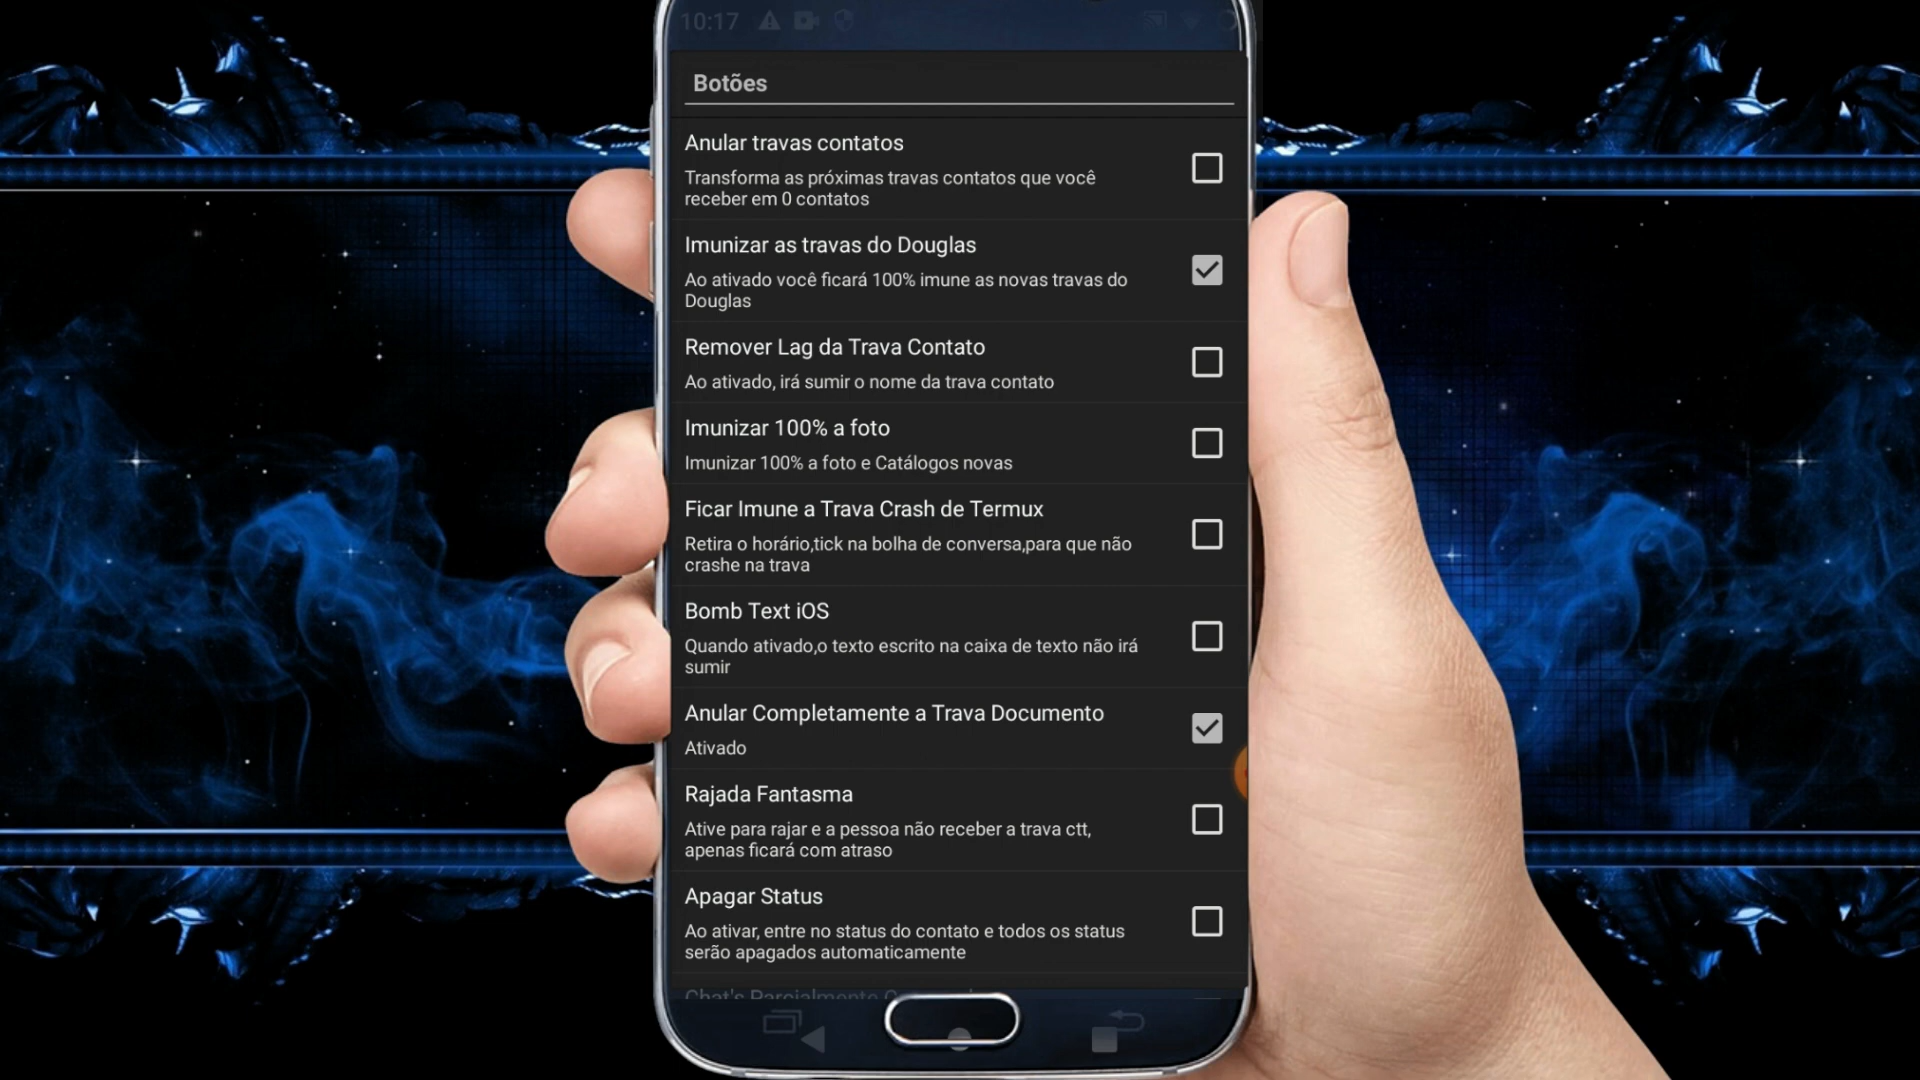 10:17
Botões
Anular travas contatos
Transforma as próximas travas contatos que você
receber em 0 contatos
Imunizar as travas do Douglas
Ao ativado você ficará 100% imune as novas travas do
Douglas
Remover Lag da Trava Contato
Ao ativado, irá sumir o nome da trava contato
Imunizar 100% a foto
Imunizar 100% a foto e Catálogos novas
Ficar Imune a Trava Crash de Termux
Retira o horário,tick na bolha de conversa,para que não
crashe na trava
Bomb Text iOS
Quando ativado,o texto escrito na caixa de texto não irá
sumir
Anular Completamente a Trava Documento
Ativado
Rajada Fantasma
Ative para rajar e a pessoa não receber a trava ctt,
apenas ficará com atraso
Apagar Status
Ao ativar, entre no status do contato e todos os status
serão apagados automaticamente
Chat's Parcialmente